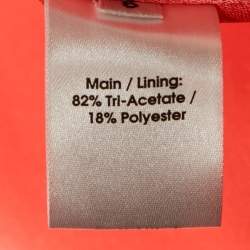 Main / Lining:
82% Tri-Acetate /
18% Polyester